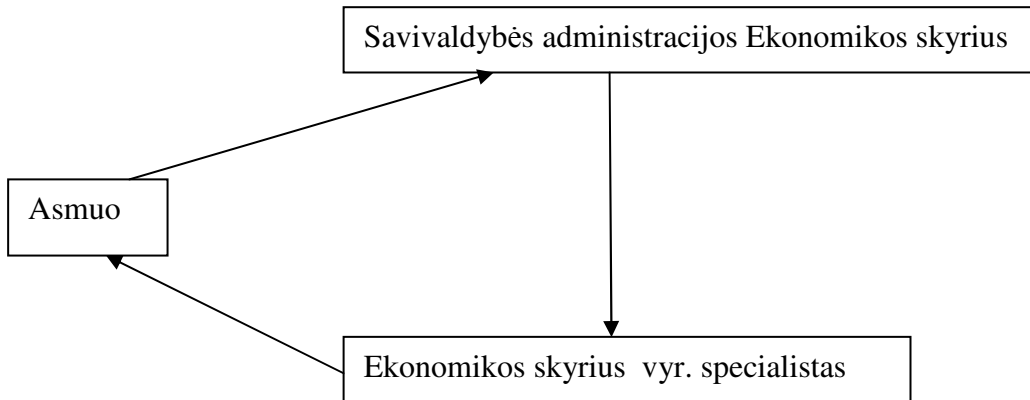 Savivaldybės administracijos Ekonomikos skyrius
Asmuo
Ekonomikos skyrius  vyr. specialistas